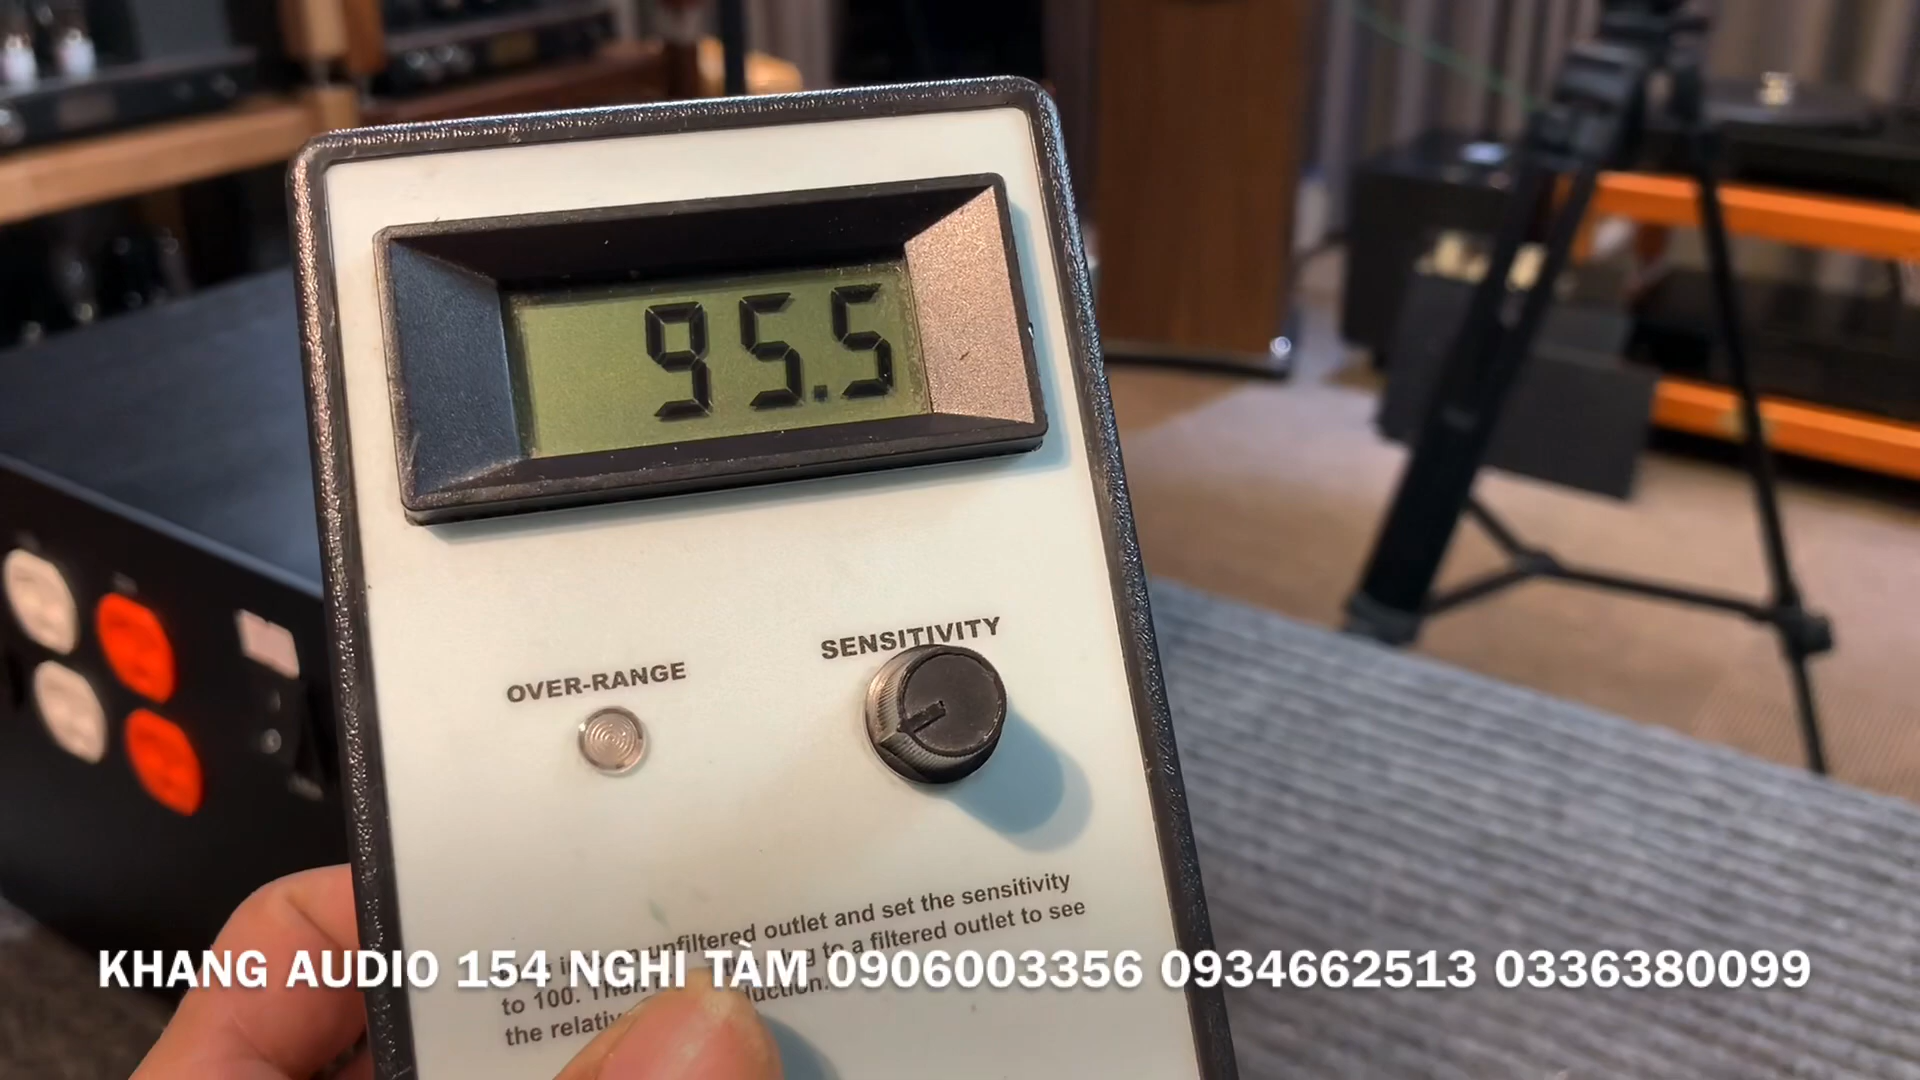 95.5
SENSITIVITY
OVER-RANGE
unfiltered outlet and set the sensitivity
to 100. to a filtered outlet to see
the
KHANG AUDIO 154 NGHI TÀM 0906003356 0934662513 0336380099